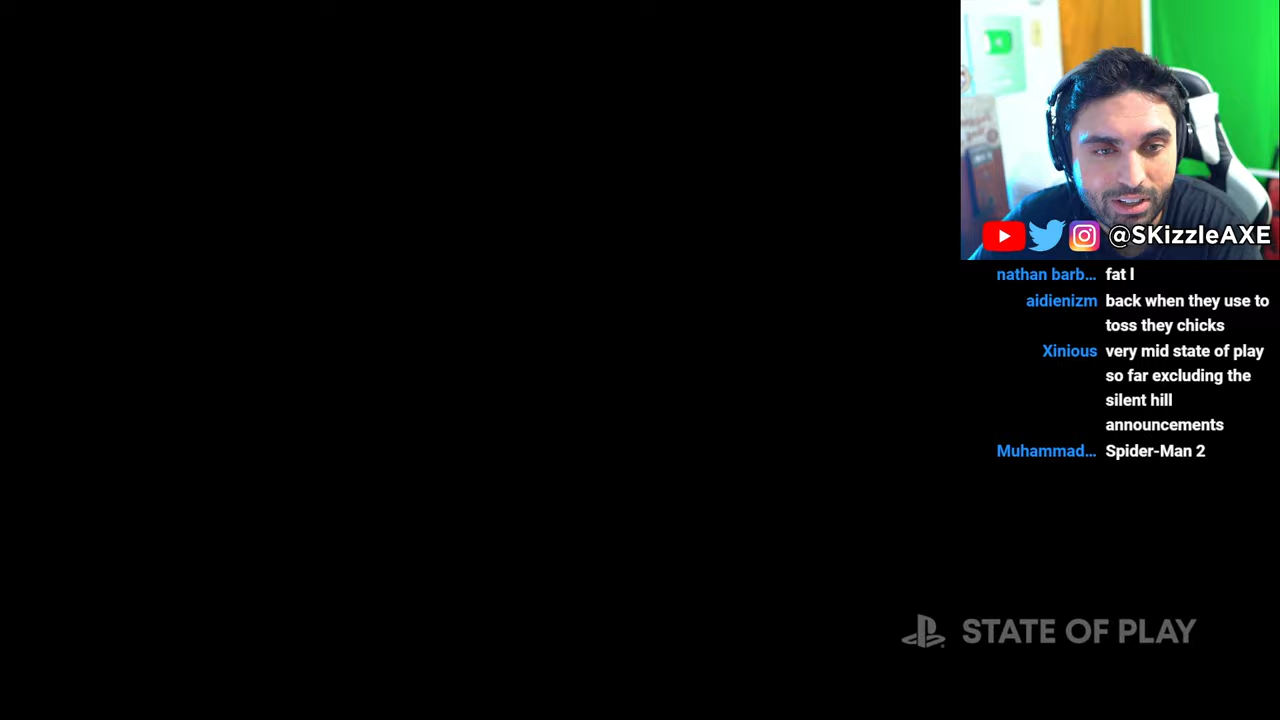 @SKizzleAXE
nathan barb… fat l
aidienizm back when they use to
toss they chicks
Xinious very mid state of play
so far excluding the
silent hill
announcements
Muhammad… Spider-Man 2
STATE OF PLAY